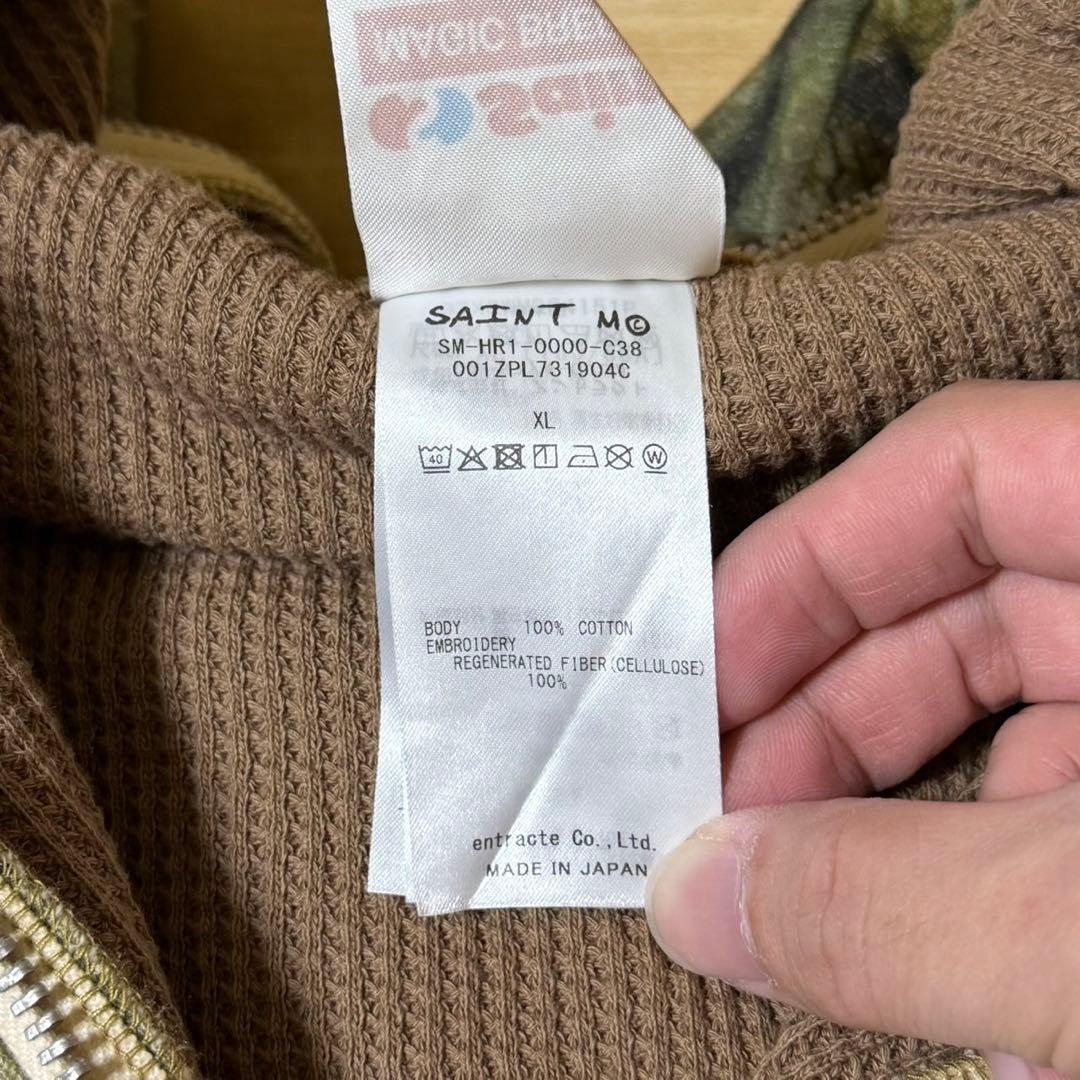 SAINT M©
SM-HR1-0000-C38
001ZPL731904C
XL
40
W
BODY 100% COTTON
EMBROIDERY
REGENERATED FIBER(CELLULOSE)
100%
entracte Co.,Ltd.
MADE IN JAPAN